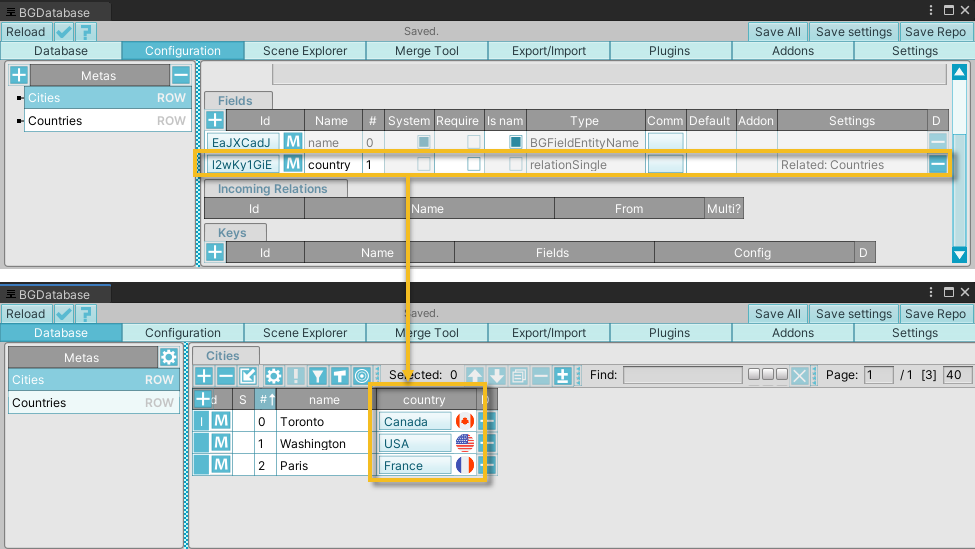 BGDatabase
Reload ? Saved. Save All Save settings Save Repo
Database Configuration Scene Explorer Merge Tool Export/Import Plugins Addons Settings
+ Metas −
Cities ROW
Countries ROW
Fields
+ Id Name # System Require Is nam Type Comm Default Addon Settings D
EaJXCadJ M name 0 BGFieldEntityName
I2wKy1GiE M country 1 relationSingle Related: Countries
Incoming Relations
Id Name From Multi?
Keys
+ Id Name Fields Config D
BGDatabase
Reload ? Saved. Save All Save settings Save Repo
Database Configuration Scene Explorer Merge Tool Export/Import Plugins Addons Settings
Metas
Cities ROW
Countries ROW
Cities
Selected: 0 Find: Page: 1 / 1 [3] 40
+ d S #↑ name country D
I M 0 Toronto Canada
M 1 Washington USA
M 2 Paris France